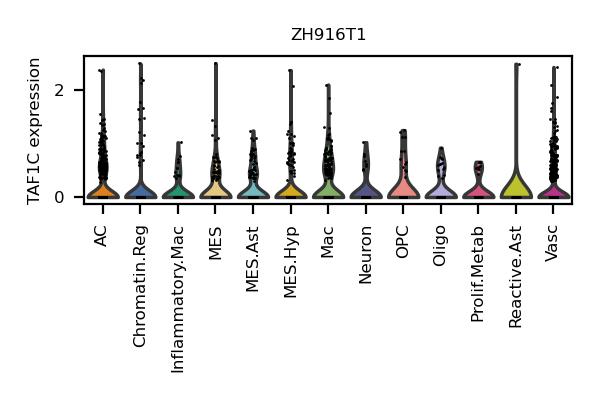 ZH916T1
TAF1C expression
2
0
AC
Chromatin.Reg
Inflammatory.Mac
MES
MES.Ast
MES.Hyp
Mac
Neuron
OPC
Oligo
Prolif.Metab
Reactive.Ast
Vasc